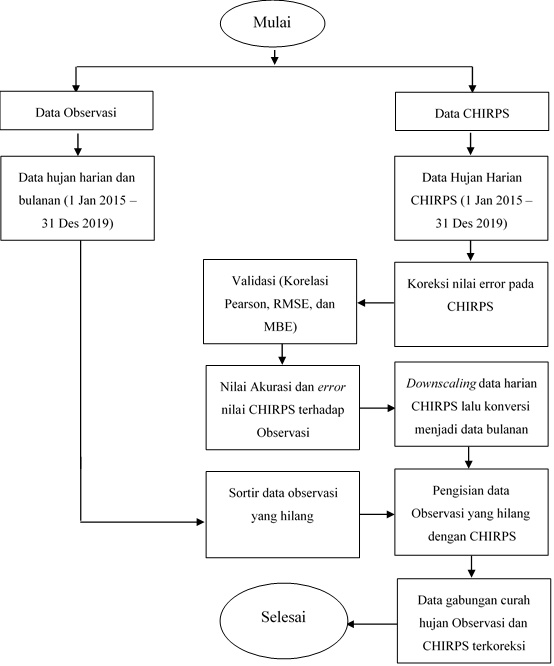 Mulai
Data Observasi
Data CHIRPS
Data hujan harian dan
bulanan (1 Jan 2015 –
31 Des 2019)
Data Hujan Harian
CHIRPS (1 Jan 2015 –
31 Des 2019)
Validasi (Korelasi
Pearson, RMSE, dan
MBE)
Koreksi nilai error pada
CHIRPS
Nilai Akurasi dan error
nilai CHIRPS terhadap
Observasi
Downscaling data harian
CHIRPS lalu konversi
menjadi data bulanan
Sortir data observasi
yang hilang
Pengisian data
Observasi yang hilang
dengan CHIRPS
Selesai
Data gabungan curah
hujan Observasi dan
CHIRPS terkoreksi